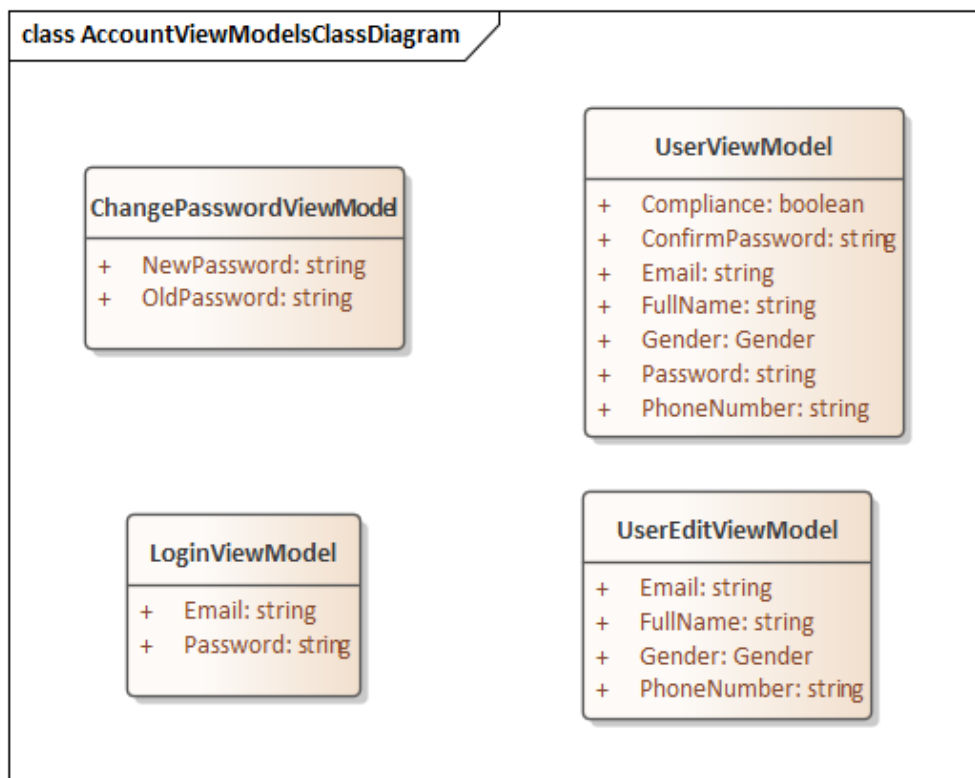 class AccountViewModelsClassDiagram
ChangePasswordViewModel
+ NewPassword: string
+ OldPassword: string
UserViewModel
+ Compliance: boolean
+ ConfirmPassword: string
+ Email: string
+ FullName: string
+ Gender: Gender
+ Password: string
+ PhoneNumber: string
LoginViewModel
+ Email: string
+ Password: string
UserEditViewModel
+ Email: string
+ FullName: string
+ Gender: Gender
+ PhoneNumber: string